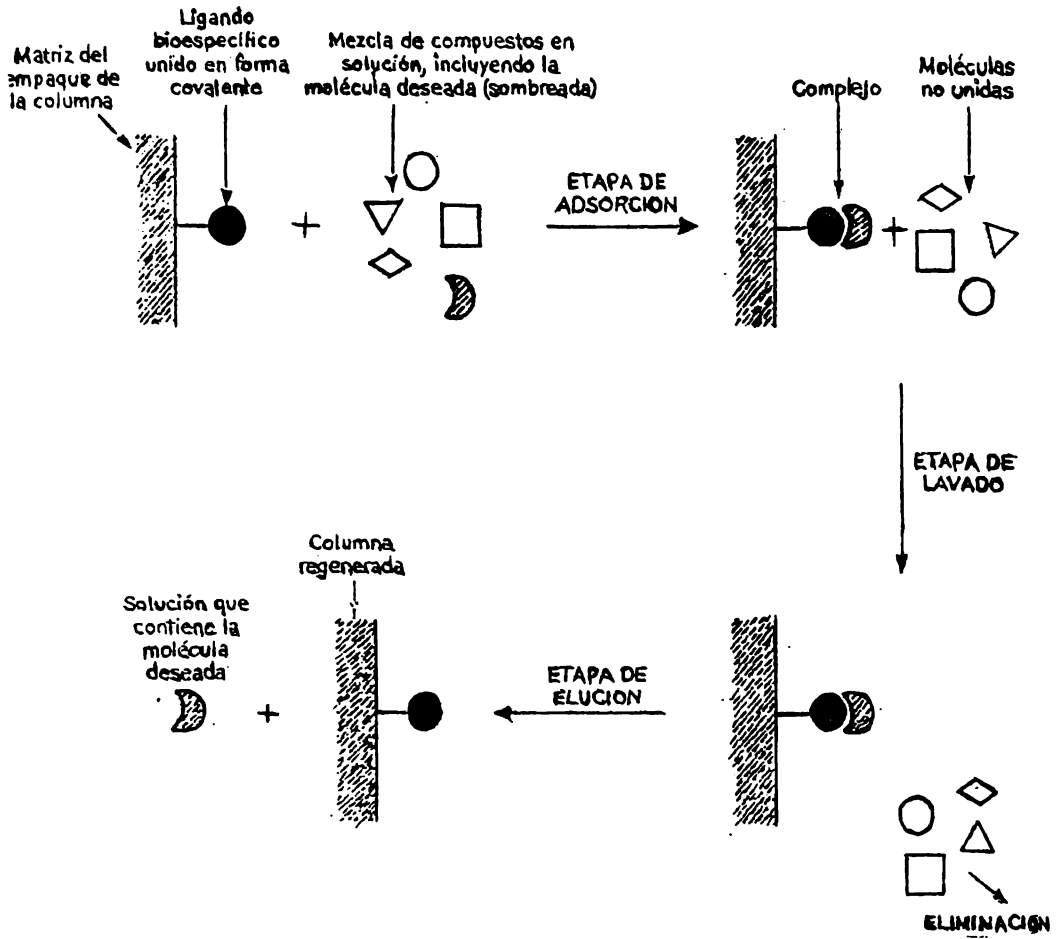 Matriz del
empaque de
la columna
Ligando
bioespecífico
unido en forma
covalente
Mezcla de compuestos en
solución, incluyendo la
molécula deseada (sombreada)
ETAPA DE
ADSORCION
Complejo
Moléculas
no unidas
ETAPA DE
LAVADO
Solución que
contiene la
molécula
deseada
Columna
regenerada
ETAPA DE
ELUCION
ELIMINACION